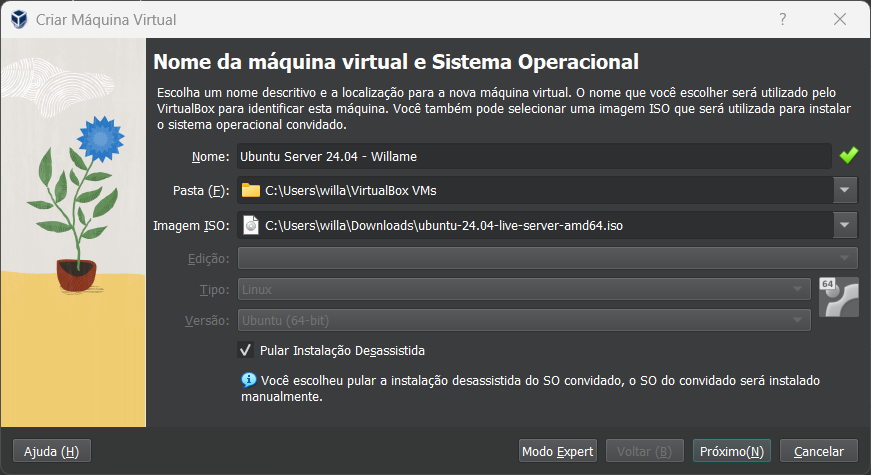 Criar Máquina Virtual
?
Nome da máquina virtual e Sistema Operacional
Escolha um nome descritivo e a localização para a nova máquina virtual. O nome que você escolher será utilizado pelo
VirtualBox para identificar esta máquina. Você também pode selecionar uma imagem ISO que será utilizada para instalar
o sistema operacional convidado.
Nome: Ubuntu Server 24.04 - Willame
Pasta (F): C:\Users\willa\VirtualBox VMs
Imagem ISO: C:\Users\willa\Downloads\ubuntu-24.04-live-server-amd64.iso
Edição:
Tipo: Linux
64
Versão: Ubuntu (64-bit)
Pular Instalação Desassistida
Você escolheu pular a instalação desassistida do SO convidado, o SO do convidado será instalado
manualmente.
Ajuda (H) Modo Expert Voltar (B) Próximo(N) Cancelar